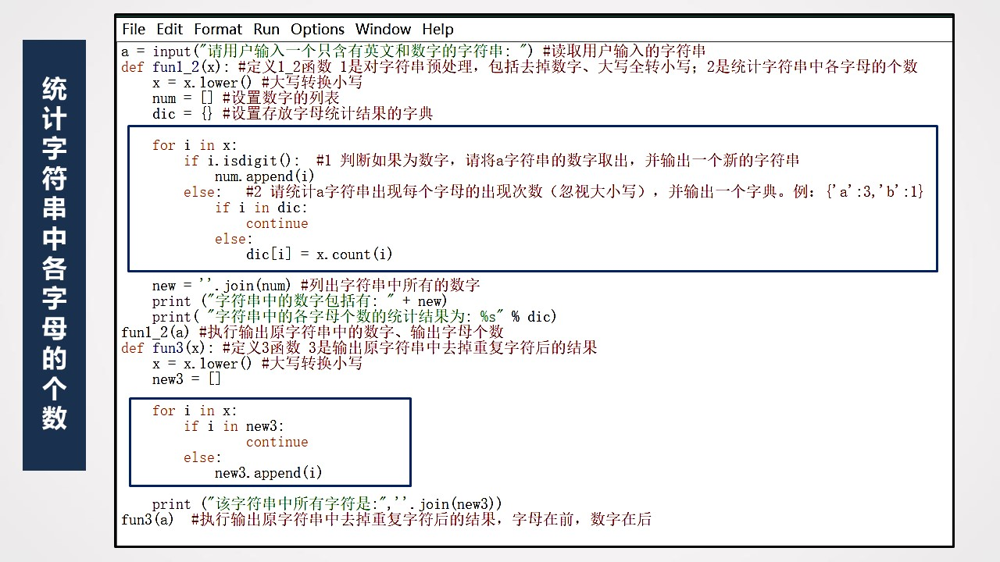 统计字符串中各字母的个数
File Edit Format Run Options Window Help
a = input("请用户输入一个只含有英文和数字的字符串: ") #读取用户输入的字符串
def fun1_2(x): #定义1_2函数 1是对字符串预处理，包括去掉数字、大写全转小写；2是统计字符串中各字母的个数
    x = x.lower() #大写转换小写
    num = [] #设置数字的列表
    dic = {} #设置存放字母统计结果的字典
    for i in x:
        if i.isdigit():  #1 判断如果为数字，请将a字符串的数字取出，并输出一个新的字符串
            num.append(i)
        else:   #2 请统计a字符串出现每个字母的出现次数（忽视大小写），并输出一个字典。例：{'a':3,'b':1}
            if i in dic:
                continue
            else:
                dic[i] = x.count(i)
    new = ''.join(num) #列出字符串中所有的数字
    print ("字符串中的数字包括有: " + new)
    print( "字符串中的各字母个数的统计结果为: %s" % dic)
fun1_2(a) #执行输出原字符串中的数字、输出字母个数
def fun3(x): #定义3函数 3是输出原字符串中去掉重复字符后的结果
    x = x.lower() #大写转换小写
    new3 = []
    for i in x:
        if i in new3:
                continue
        else:
            new3.append(i)
    print ("该字符串中所有字符是:",''.join(new3))
fun3(a)  #执行输出原字符串中去掉重复字符后的结果，字母在前，数字在后